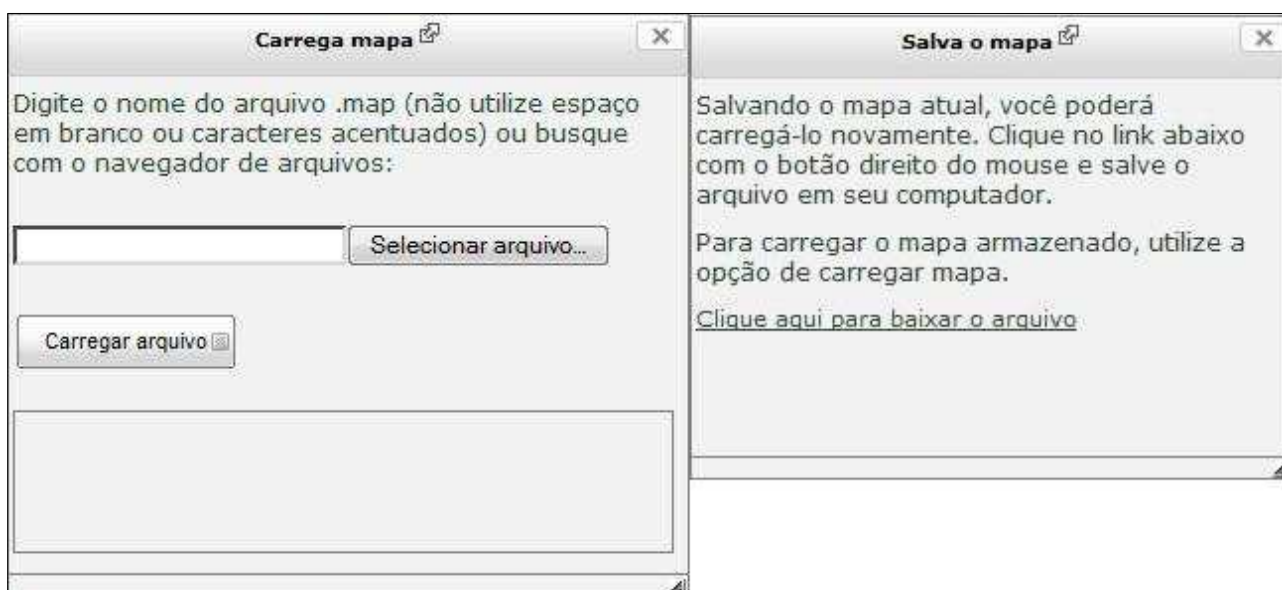 Carrega mapa
Digite o nome do arquivo .map (não utilize espaço
em branco ou caracteres acentuados) ou busque
com o navegador de arquivos:
Selecionar arquivo...
Carregar arquivo
Salva o mapa
Salvando o mapa atual, você poderá
carregá-lo novamente. Clique no link abaixo
com o botão direito do mouse e salve o
arquivo em seu computador.
Para carregar o mapa armazenado, utilize a
opção de carregar mapa.
Clique aqui para baixar o arquivo